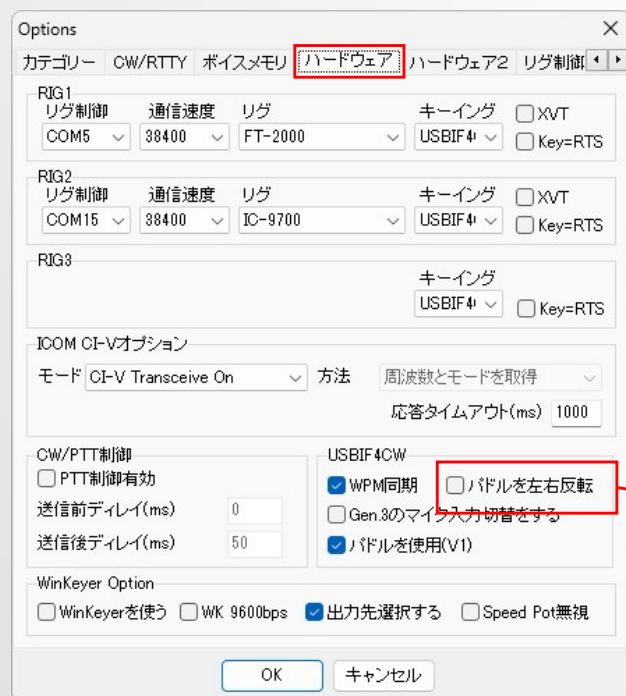 Options
カテゴリー CW/RTTY ボイスメモリ ハードウェア ハードウェア2 リグ制御
RIG1
リグ制御 通信速度 リグ キーイング XVT
COM5 38400 FT-2000 USBIF4 Key=RTS
RIG2
リグ制御 通信速度 リグ キーイング XVT
COM15 38400 IC-9700 USBIF4 Key=RTS
RIG3
キーイング
USBIF4 Key=RTS
ICOM CI-Vオプション
モード CI-V Transceive On 方法 周波数とモードを取得
応答タイムアウト(ms) 1000
CW/PTT制御 USBIF4CW
PTT制御有効 WPM同期 パドルを左右反転
送信前ディレイ(ms) 0 Gen.3のマイク入力切替をする
送信後ディレイ(ms) 50 パドルを使用(V1)
WinKeyer Option
WinKeyerを使う WK 9600bps 出力先選択する Speed Pot無視
OK キャンセル